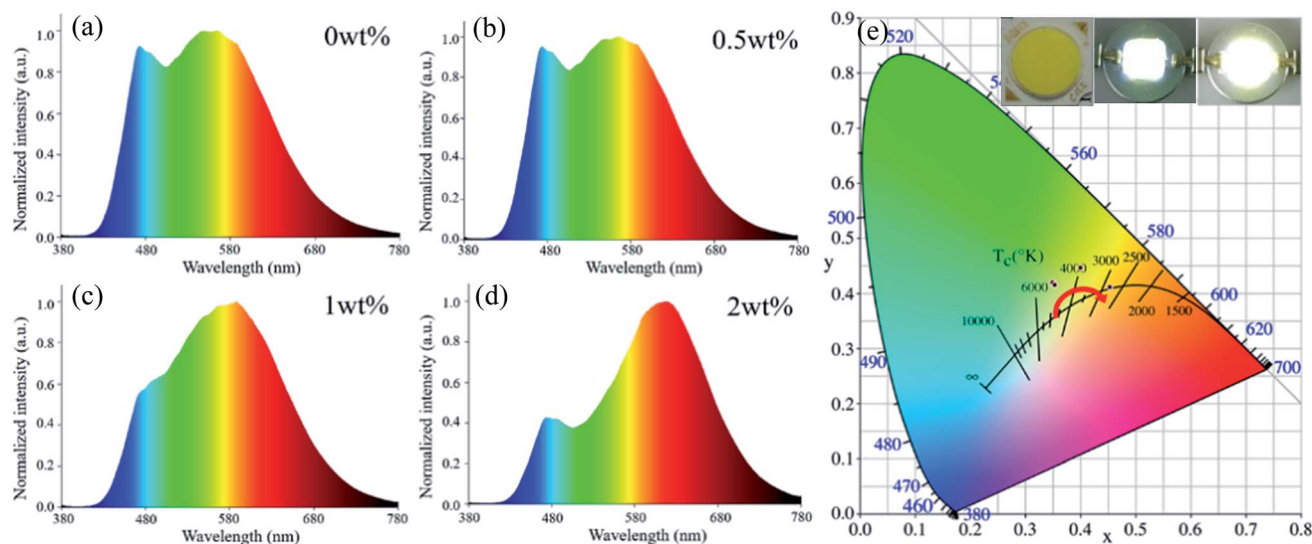 (a)
0wt%
Normalized intensity (a.u.)
1.0
0.8
0.6
0.4
0.2
0.0
380 480 580 680 780
Wavelength (nm)
(b)
0.5wt%
Normalized intensity (a.u.)
1.0
0.8
0.6
0.4
0.2
0.0
380 480 580 680 780
Wavelength (nm)
(c)
1wt%
Normalized intensity (a.u.)
1.0
0.8
0.6
0.4
0.2
0.0
380 480 580 680 780
Wavelength (nm)
(d)
2wt%
Normalized intensity (a.u.)
1.0
0.8
0.6
0.4
0.2
0.0
380 480 580 680 780
Wavelength (nm)
(e)
0.9
0.8
0.7
0.6
0.5
y
0.4
0.3
0.2
0.1
0.0
0.0 0.1 0.2 0.3 0.4 0.5 0.6 0.7 0.8
x
520
560
580
600
620
700
500
490
480
470
460
380
Tc(°K)
∞
10000
6000
4000
3000
2500
2000
1500